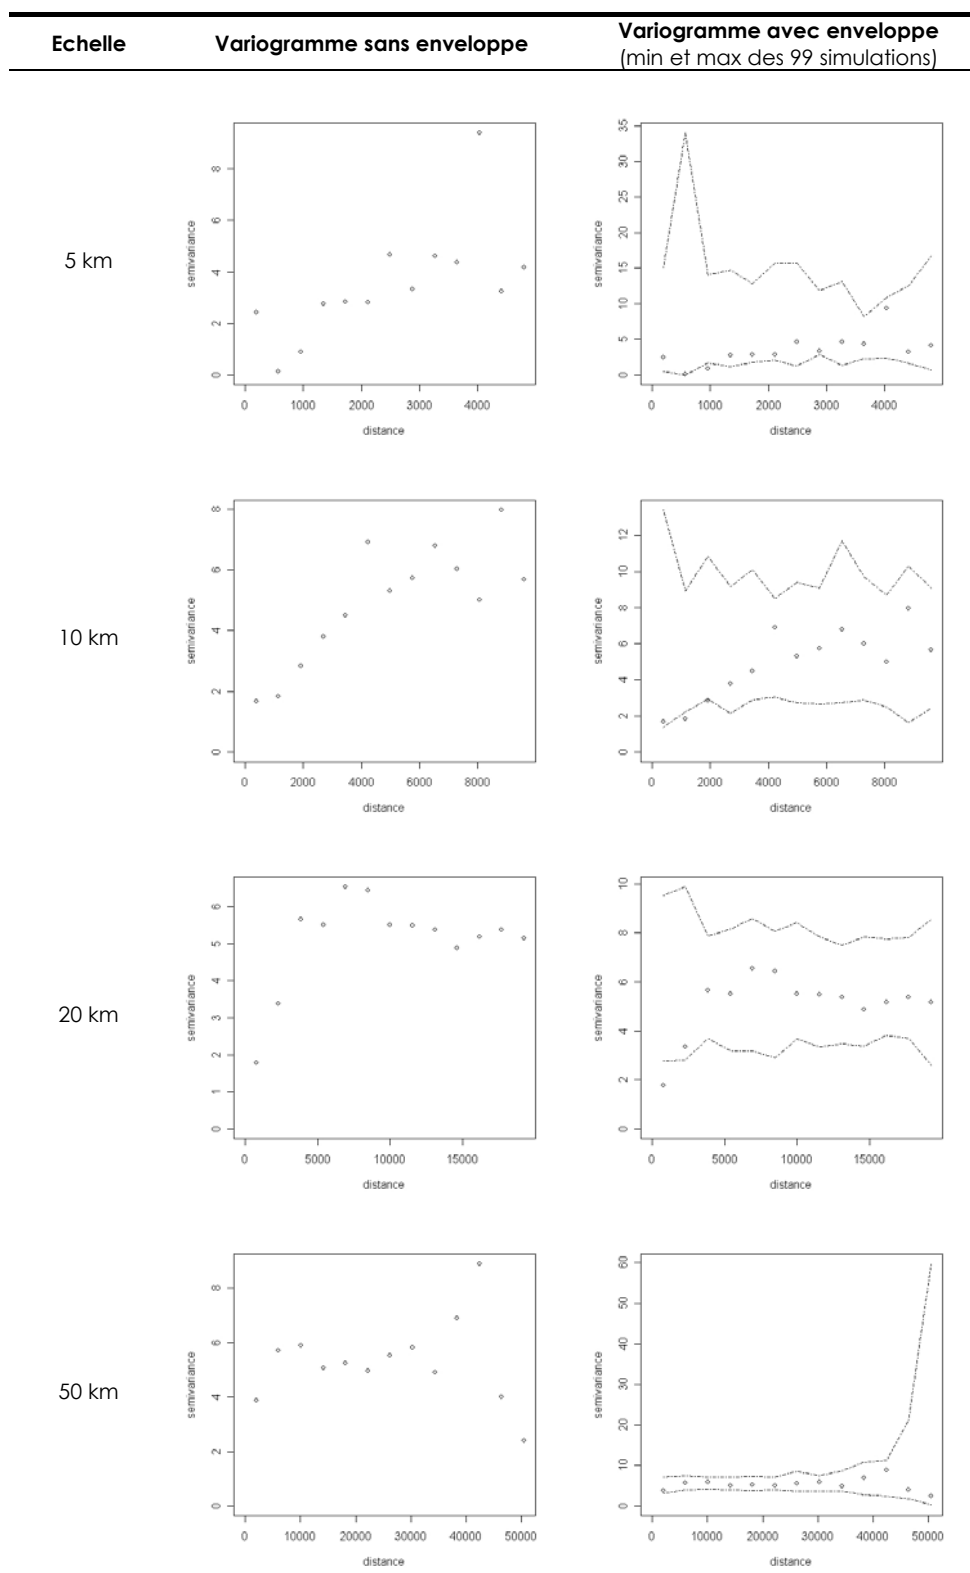 Echelle
Variogramme sans enveloppe
Variogramme avec enveloppe
(min et max des 99 simulations)
5 km
semivariance
0 2 4 6 8
0 1000 2000 3000 4000
distance
semivariance
0 5 10 15 20 25 30 35
0 1000 2000 3000 4000
distance
10 km
semivariance
0 2 4 6 8
0 2000 4000 6000 8000
distance
semivariance
0 2 4 6 8 10 12
0 2000 4000 6000 8000
distance
20 km
semivariance
0 1 2 3 4 5 6
0 5000 10000 15000
distance
semivariance
0 2 4 6 8 10
0 5000 10000 15000
distance
50 km
semivariance
0 2 4 6 8
0 10000 20000 30000 40000 50000
distance
semivariance
0 10 20 30 40 50 60
0 10000 20000 30000 40000 50000
distance